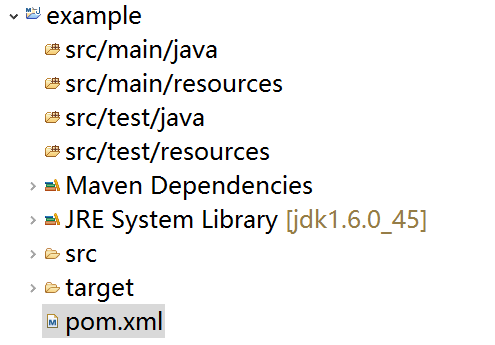 example
src/main/java
src/main/resources
src/test/java
src/test/resources
Maven Dependencies
JRE System Library [jdk1.6.0_45]
src
target
pom.xml